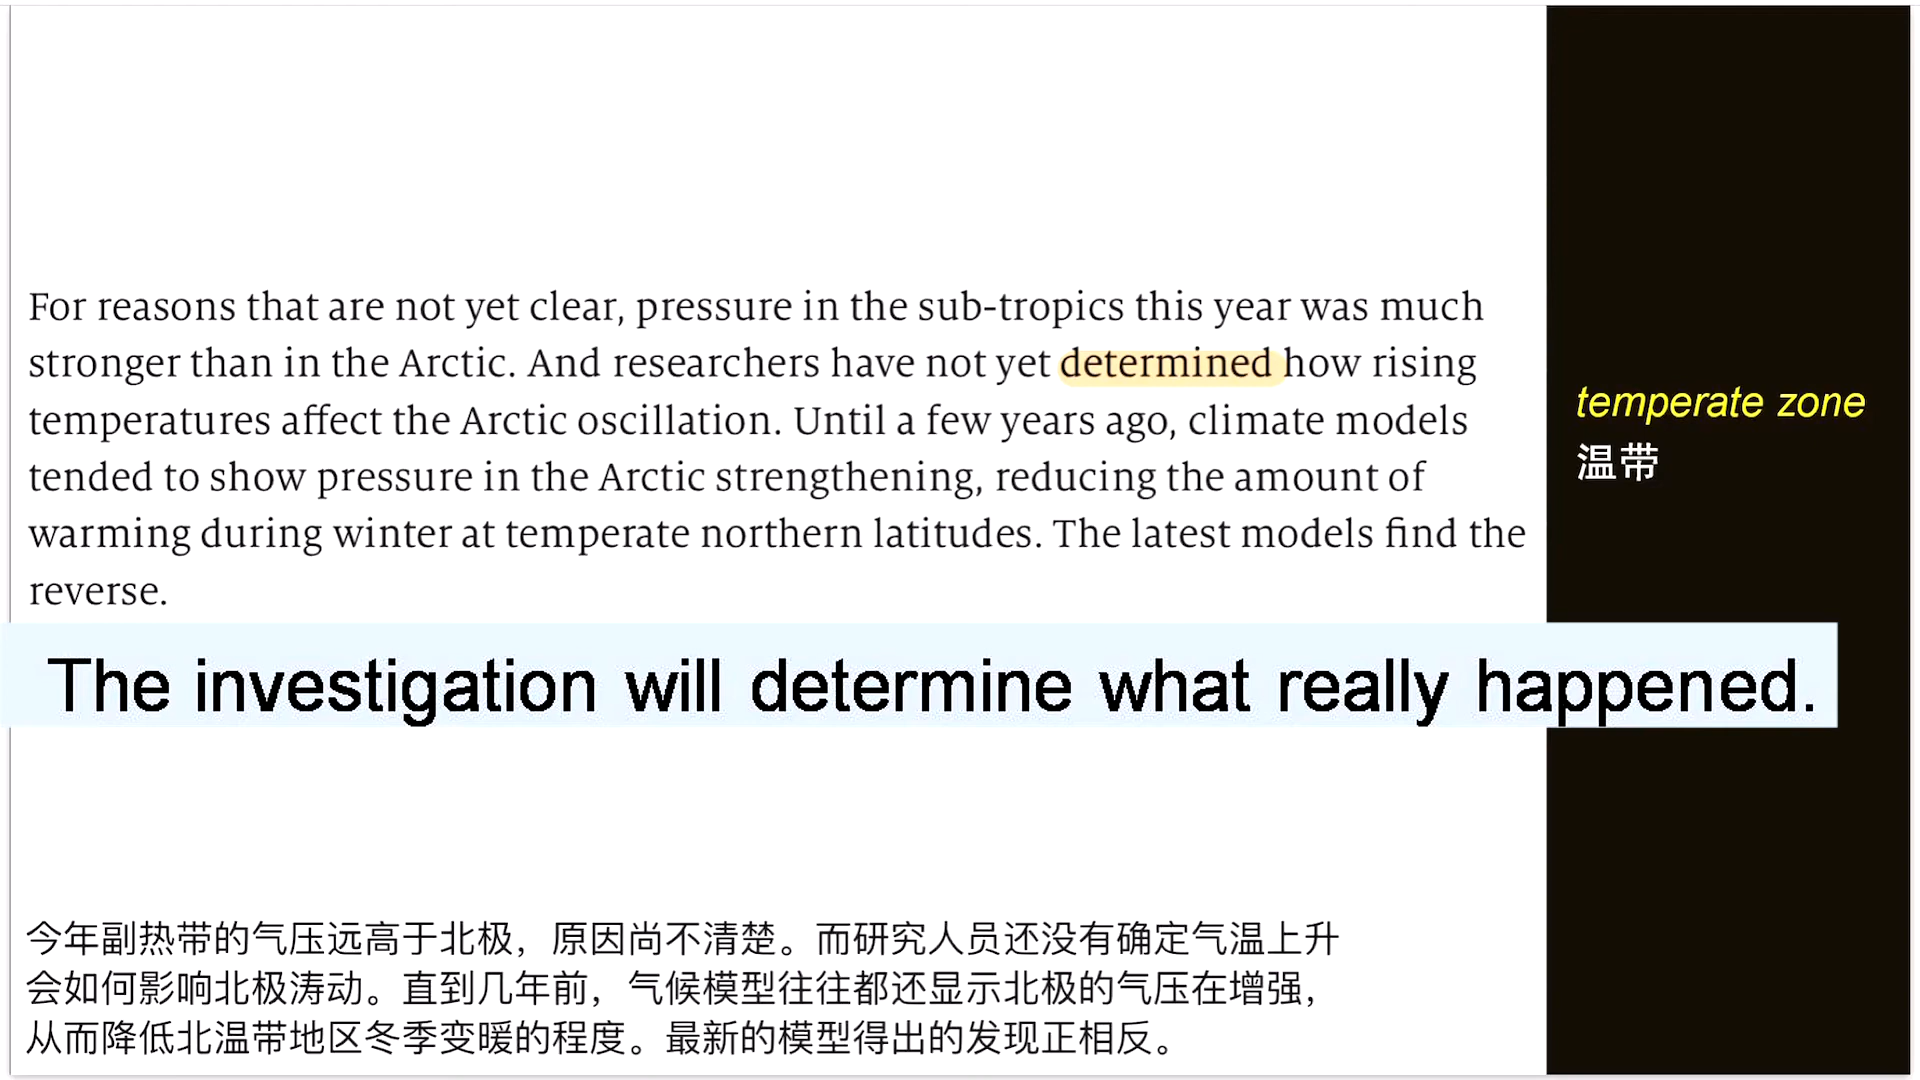 For reasons that are not yet clear, pressure in the sub-tropics this year was much
stronger than in the Arctic. And researchers have not yet determined how rising
temperatures affect the Arctic oscillation. Until a few years ago, climate models
tended to show pressure in the Arctic strengthening, reducing the amount of
warming during winter at temperate northern latitudes. The latest models find the
reverse.
temperate zone
温带
The investigation will determine what really happened.
今年副热带的气压远高于北极，原因尚不清楚。而研究人员还没有确定气温上升
会如何影响北极涛动。直到几年前，气候模型往往都还显示北极的气压在增强，
从而降低北温带地区冬季变暖的程度。最新的模型得出的发现正相反。